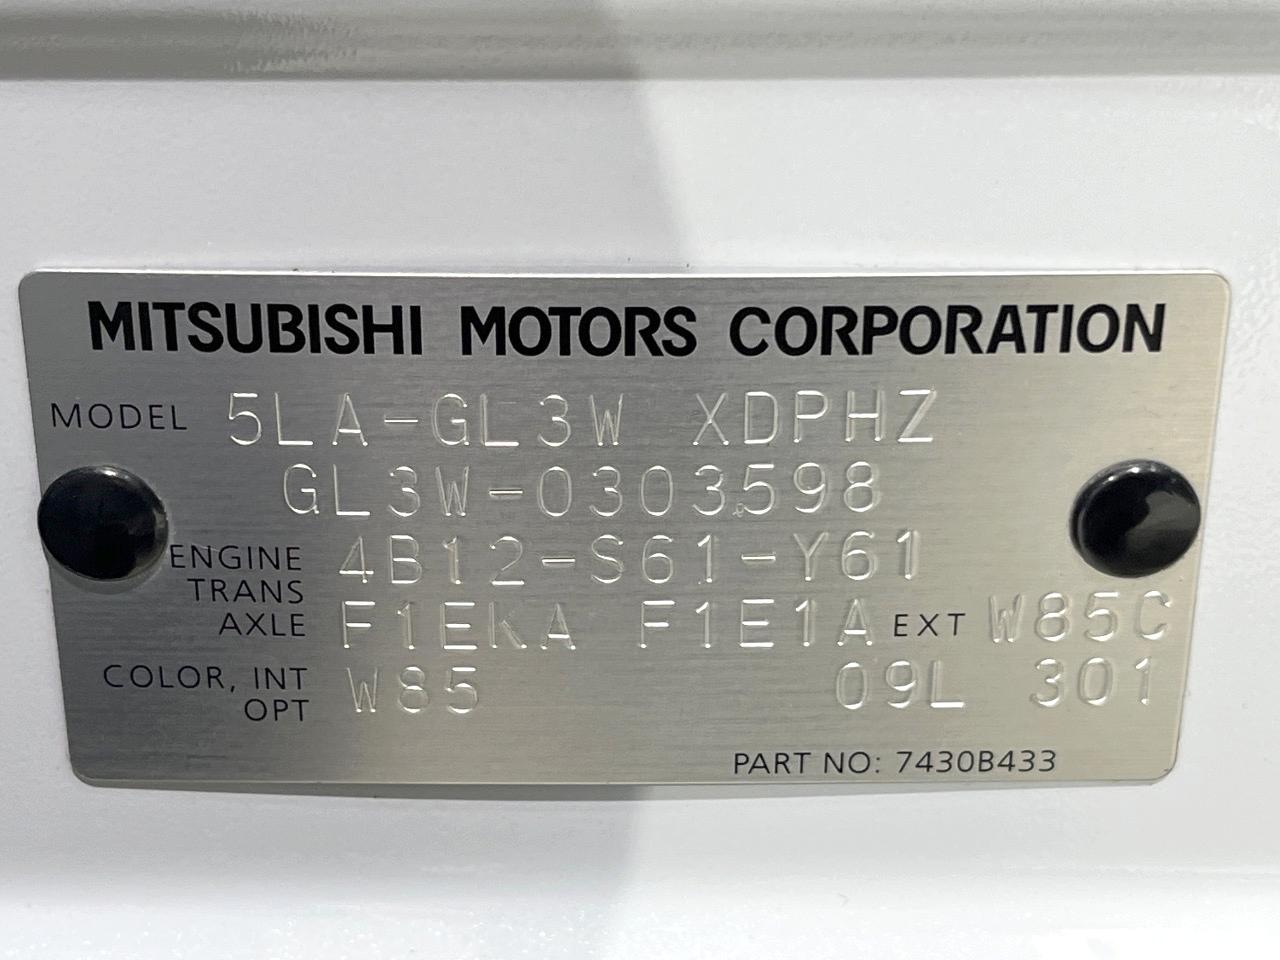 MITSUBISHI MOTORS CORPORATION
MODEL 5LA-GL3W XDPHZ
GL3W-0303598
ENGINE 4B12-S61-Y61
TRANS
AXLE F1EKA F1E1A EXT W85C
COLOR, INT W85 09L 301
OPT
PART NO: 7430B433